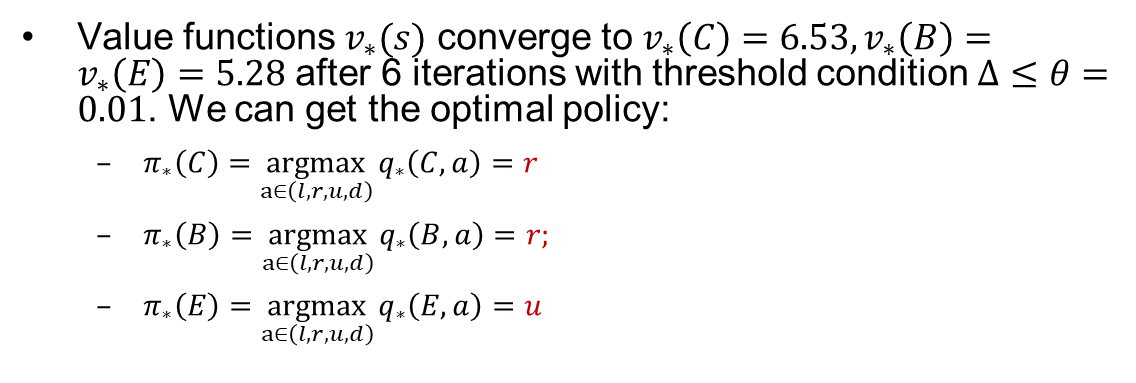 • Value functions 𝑣∗(𝑠) converge to 𝑣∗(𝐶) = 6.53, 𝑣∗(𝐵) =
𝑣∗(𝐸) = 5.28 after 6 iterations with threshold condition Δ ≤ 𝜃 =
0.01. We can get the optimal policy:
– 𝜋∗(𝐶) = argmax 𝑞∗(𝐶, 𝑎) = 𝑟
a∈(𝑙,𝑟,𝑢,𝑑)
– 𝜋∗(𝐵) = argmax 𝑞∗(𝐵, 𝑎) = 𝑟;
a∈(𝑙,𝑟,𝑢,𝑑)
– 𝜋∗(𝐸) = argmax 𝑞∗(𝐸, 𝑎) = 𝑢
a∈(𝑙,𝑟,𝑢,𝑑)